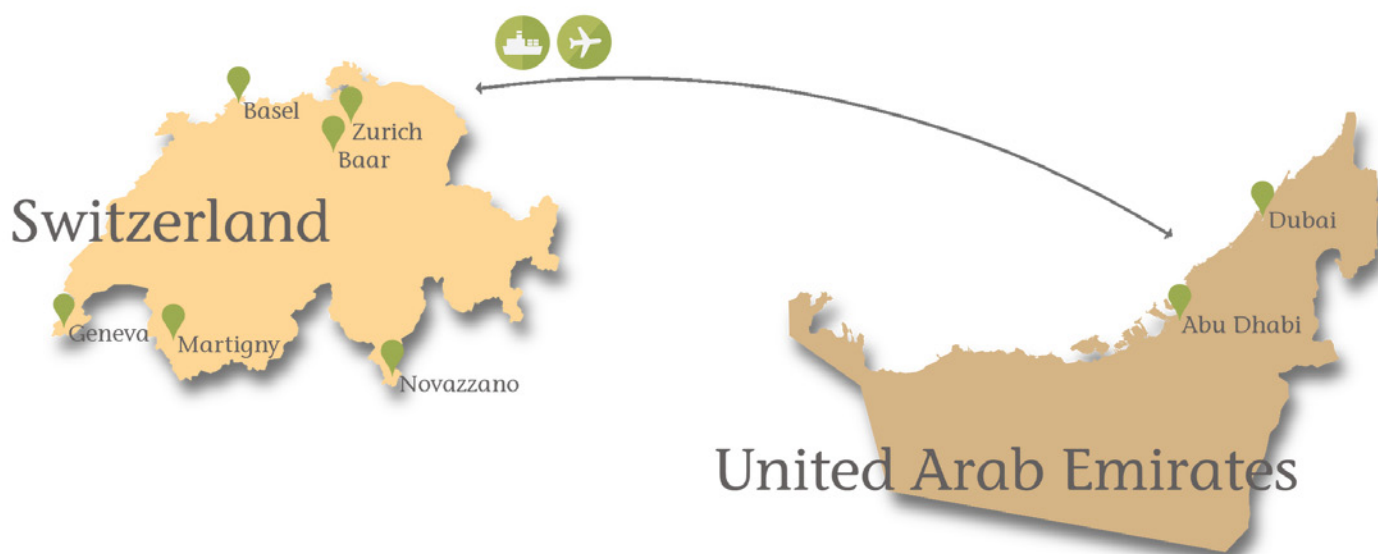 Basel
Zurich
Baar
Switzerland
Geneva
Martigny
Novazzano
Dubai
Abu Dhabi
United Arab Emirates